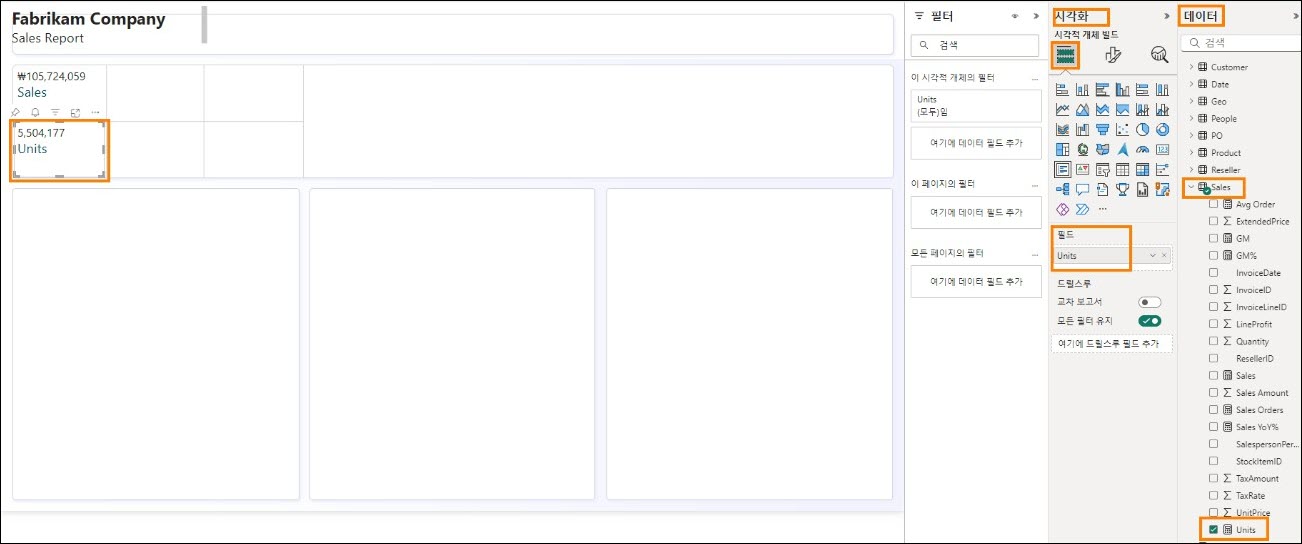 Fabrikam Company
Sales Report
₩105,724,059
Sales
5,504,177
Units
필터
검색
이 시각적 개체의 필터
...
Units
(모두)임
여기에 데이터 필드 추가
이 페이지의 필터
...
여기에 데이터 필드 추가
모든 페이지의 필터
...
여기에 데이터 필드 추가
시각화
시각적 개체 빌드
123
...
필드
Units
드릴스루
교차 보고서
모든 필터 유지
여기에 드릴스루 필드 추가
데이터
검색
Customer
Date
Geo
People
PO
Product
Reseller
Sales
Avg Order
ExtendedPrice
GM
GM%
InvoiceDate
InvoiceID
InvoiceLineID
LineProfit
Quantity
ResellerID
Sales
Sales Amount
Sales Orders
Sales YoY%
SalespersonPer...
StockItemID
TaxAmount
TaxRate
UnitPrice
Units